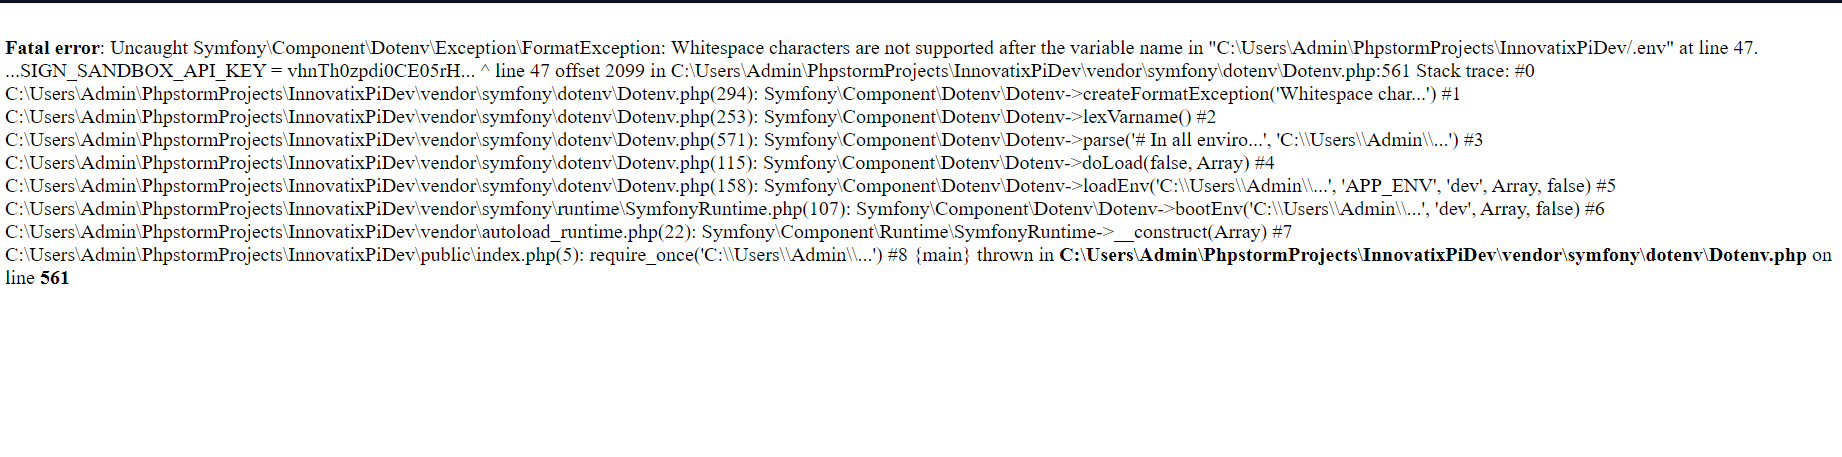 Fatal error: Uncaught Symfony\Component\Dotenv\Exception\FormatException: Whitespace characters are not supported after the variable name in "C:\Users\Admin\PhpstormProjects\InnovatixPiDev/.env" at line 47.
...SIGN_SANDBOX_API_KEY = vhnTh0zpdi0CE05rH... ^ line 47 offset 2099 in C:\Users\Admin\PhpstormProjects\InnovatixPiDev\vendor\symfony\dotenv\Dotenv.php:561 Stack trace: #0
C:\Users\Admin\PhpstormProjects\InnovatixPiDev\vendor\symfony\dotenv\Dotenv.php(294): Symfony\Component\Dotenv\Dotenv->createFormatException('Whitespace char...') #1
C:\Users\Admin\PhpstormProjects\InnovatixPiDev\vendor\symfony\dotenv\Dotenv.php(253): Symfony\Component\Dotenv\Dotenv->lexVarname() #2
C:\Users\Admin\PhpstormProjects\InnovatixPiDev\vendor\symfony\dotenv\Dotenv.php(571): Symfony\Component\Dotenv\Dotenv->parse('# In all enviro...', 'C:\\Users\\Admin\\...') #3
C:\Users\Admin\PhpstormProjects\InnovatixPiDev\vendor\symfony\dotenv\Dotenv.php(115): Symfony\Component\Dotenv\Dotenv->doLoad(false, Array) #4
C:\Users\Admin\PhpstormProjects\InnovatixPiDev\vendor\symfony\dotenv\Dotenv.php(158): Symfony\Component\Dotenv\Dotenv->loadEnv('C:\\Users\\Admin\\...', 'APP_ENV', 'dev', Array, false) #5
C:\Users\Admin\PhpstormProjects\InnovatixPiDev\vendor\symfony\runtime\SymfonyRuntime.php(107): Symfony\Component\Dotenv\Dotenv->bootEnv('C:\\Users\\Admin\\...', 'dev', Array, false) #6
C:\Users\Admin\PhpstormProjects\InnovatixPiDev\vendor\autoload_runtime.php(22): Symfony\Component\Runtime\SymfonyRuntime->__construct(Array) #7
C:\Users\Admin\PhpstormProjects\InnovatixPiDev\public\index.php(5): require_once('C:\\Users\\Admin\\...') #8 {main} thrown in C:\Users\Admin\PhpstormProjects\InnovatixPiDev\vendor\symfony\dotenv\Dotenv.php on
line 561